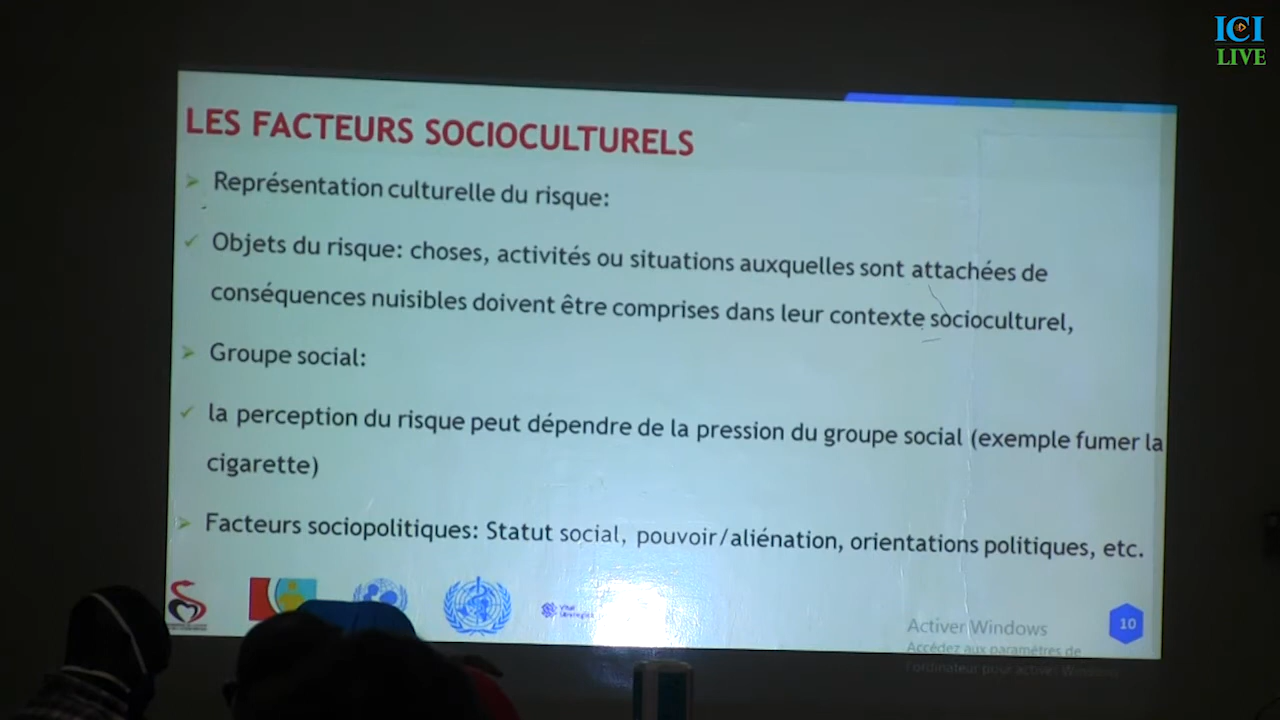 ICI
LIVE
LES FACTEURS SOCIOCULTURELS
Représentation culturelle du risque:
Objets du risque: choses, activités ou situations auxquelles sont attachées de
conséquences nuisibles doivent être comprises dans leur contexte socioculturel,
Groupe social:
la perception du risque peut dépendre de la pression du groupe social (exemple fumer la
cigarette)
Facteurs sociopolitiques: Statut social, pouvoir/aliénation, orientations politiques, etc.
Vital
Strategies
Activer Windows
Accédez aux paramètres de
l'ordinateur pour activer Windows
10